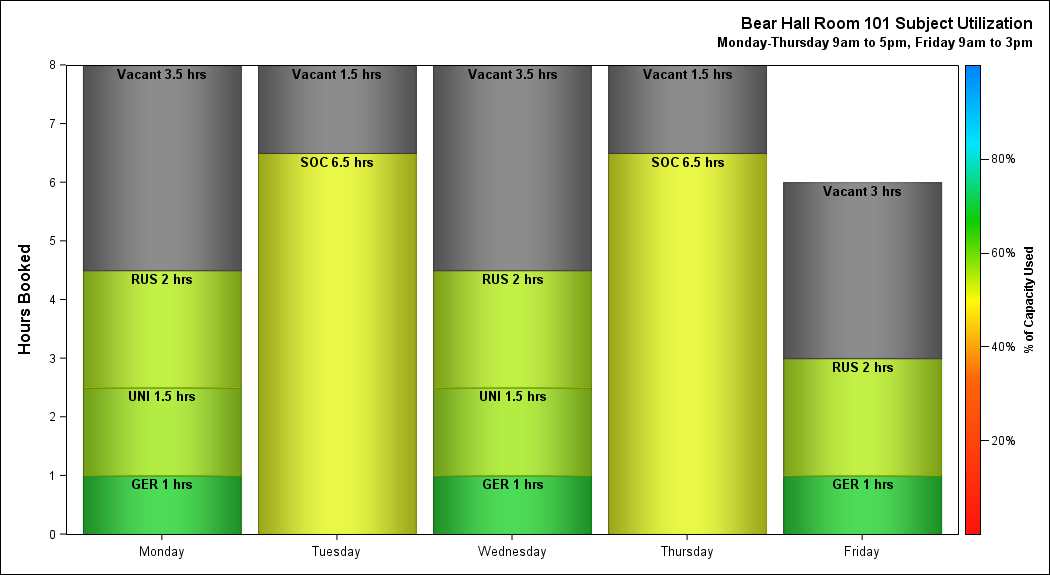 Bear Hall Room 101 Subject Utilization
Monday-Thursday 9am to 5pm, Friday 9am to 3pm
Hours Booked
8
7
6
5
4
3
2
1
0
Vacant 3.5 hrs
RUS 2 hrs
UNI 1.5 hrs
GER 1 hrs
Vacant 1.5 hrs
SOC 6.5 hrs
Vacant 3.5 hrs
RUS 2 hrs
UNI 1.5 hrs
GER 1 hrs
Vacant 1.5 hrs
SOC 6.5 hrs
Vacant 3 hrs
RUS 2 hrs
GER 1 hrs
Monday
Tuesday
Wednesday
Thursday
Friday
80%
60%
40%
20%
% of Capacity Used